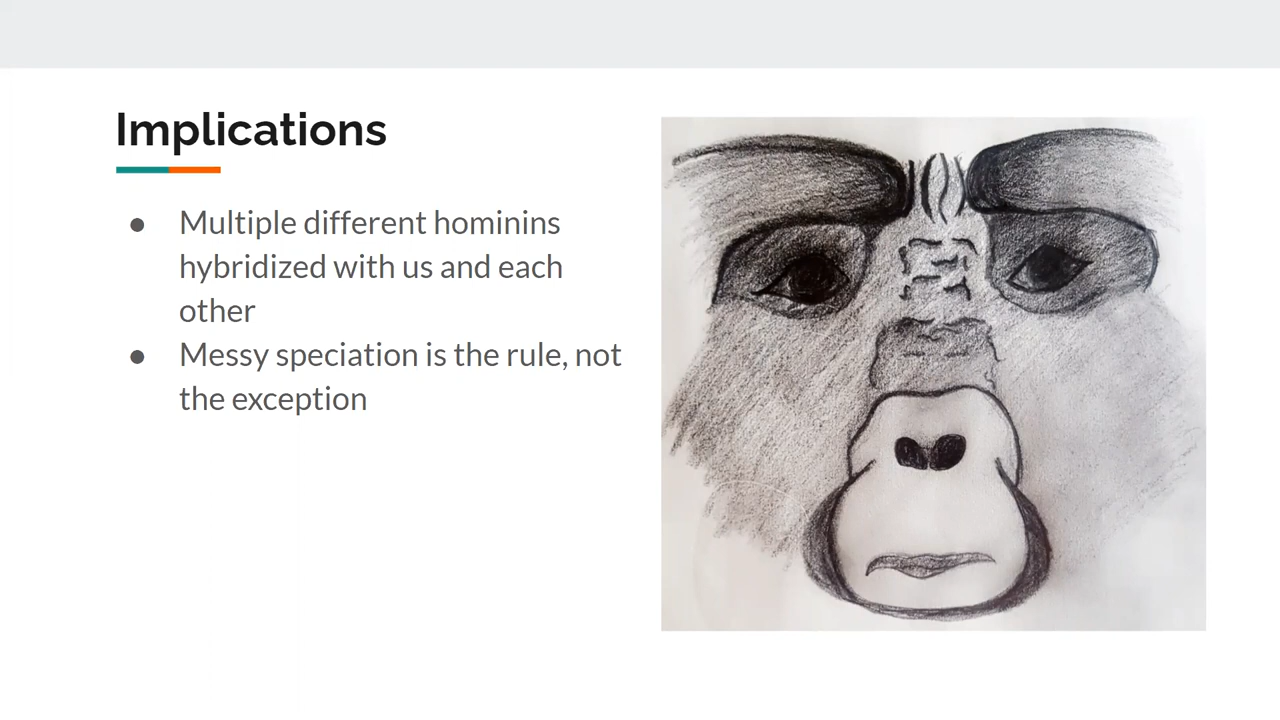 Implications
● Multiple different hominins
hybridized with us and each
other
● Messy speciation is the rule, not
the exception